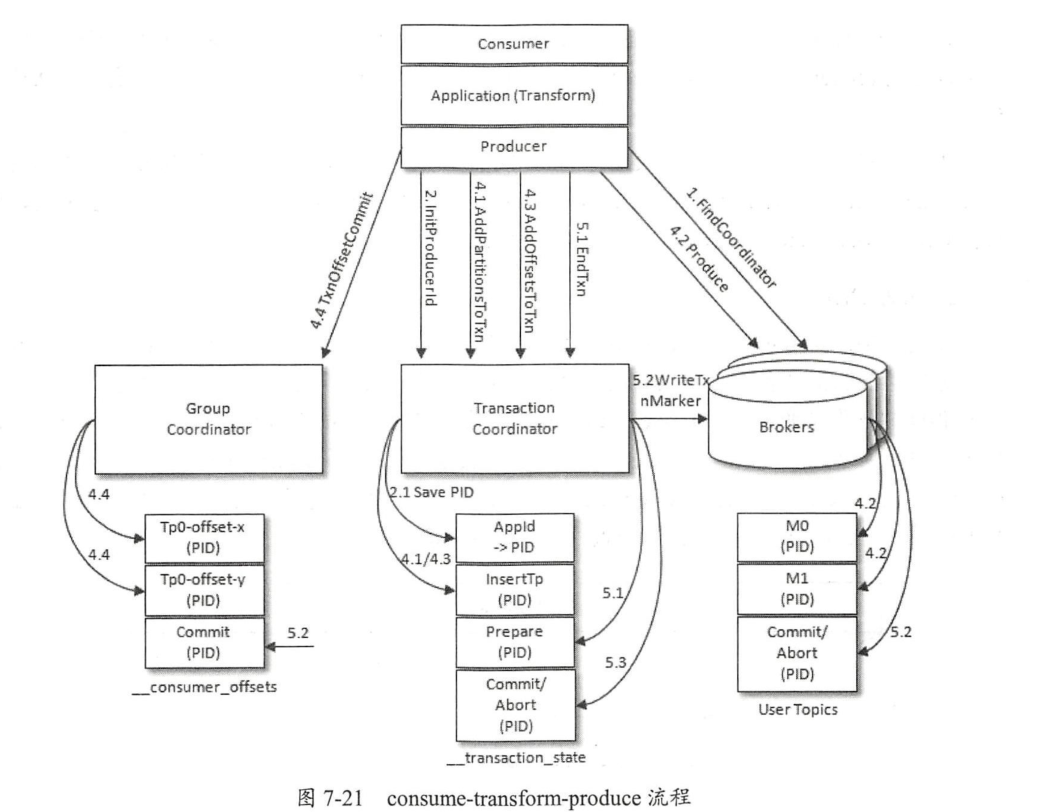 Consumer
Application (Transform)
Producer
4.4 TxnOffsetCommit
2. InitProducerId
4.1 AddPartitionsToTxn
4.3 AddOffsetsToTxn
5.1 EndTxn
4.2 Produce
1. FindCoordinator
Group
Coordinator
Transaction
Coordinator
5.2WriteTx
nMarker
Brokers
4.4
4.4
Tp0-offset-x
(PID)
Tp0-offset-y
(PID)
Commit
(PID)
5.2
__consumer_offsets
2.1 Save PID
4.1/4.3
AppId
-> PID
InsertTp
(PID)
Prepare
(PID)
Commit/
Abort
(PID)
5.1
5.3
__transaction_state
4.2
4.2
5.2
M0
(PID)
M1
(PID)
Commit/
Abort
(PID)
User Topics
图 7-21 consume-transform-produce 流程